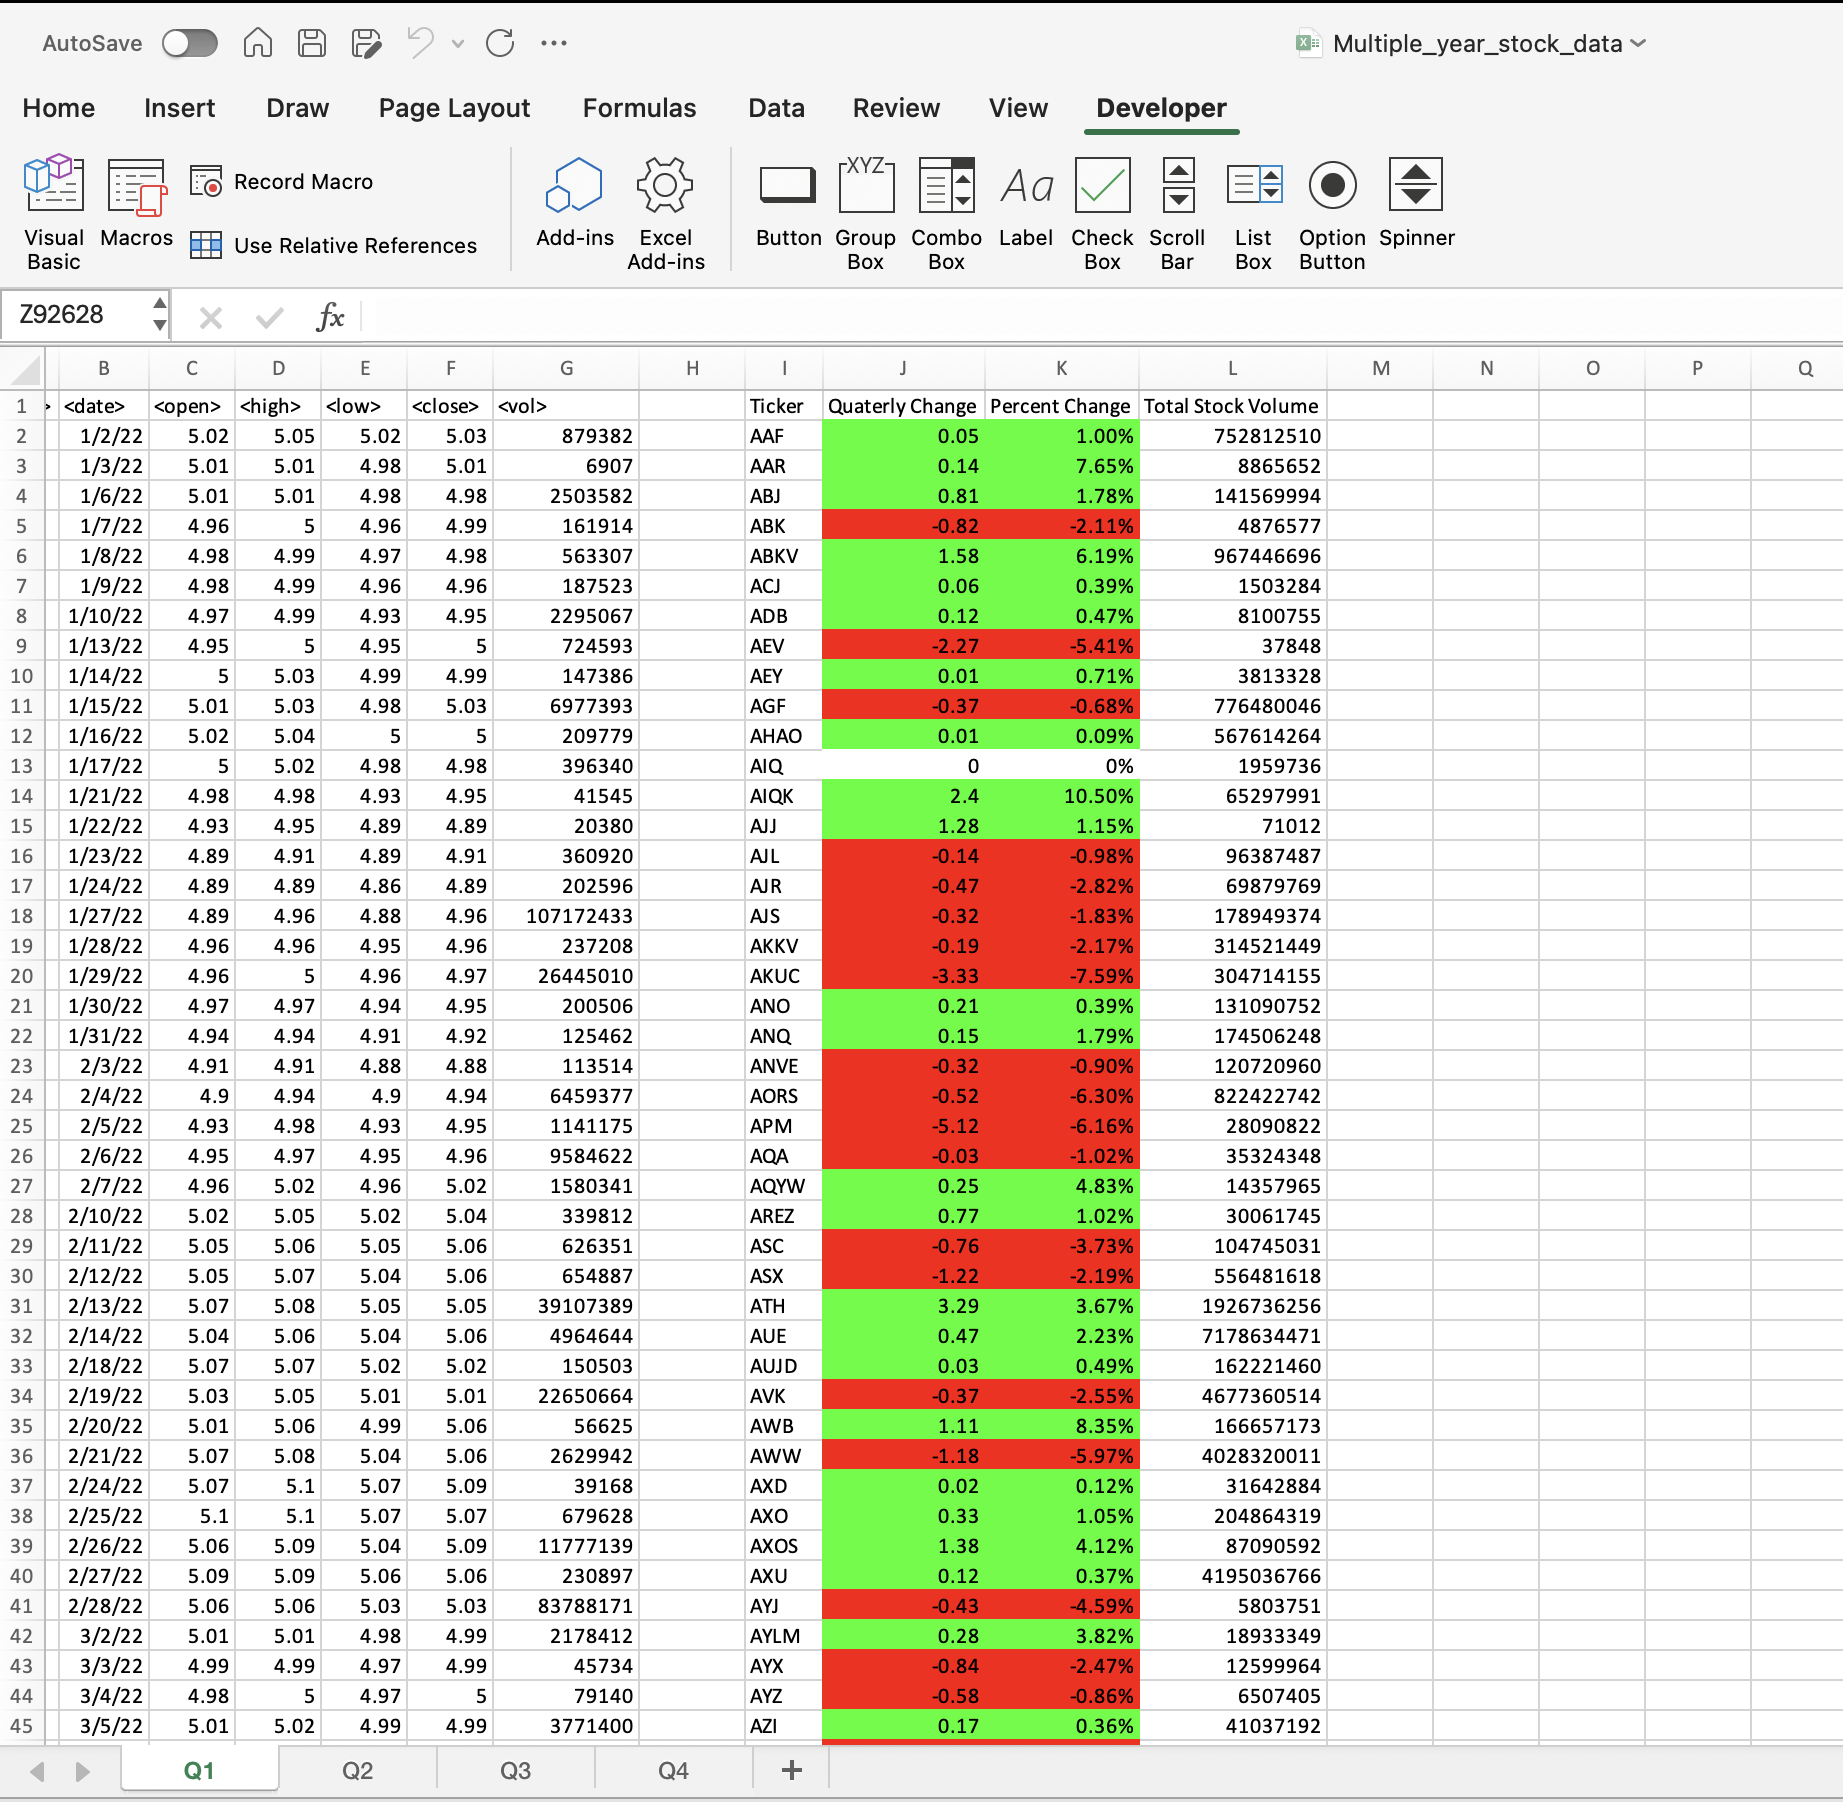 AutoSave Multiple_year_stock_data
Home Insert Draw Page Layout Formulas Data Review View Developer
Visual Basic Macros Record Macro Use Relative References Add-ins Excel Add-ins Button Group Box Combo Box Label Check Box Scroll Bar List Box Option Button Spinner
XYZ Aa
Z92628 fx
B C D E F G H I J K L M N O P Q
1 > <date> <open> <high> <low> <close> <vol> Ticker Quaterly Change Percent Change Total Stock Volume
2 1/2/22 5.02 5.05 5.02 5.03 879382 AAF 0.05 1.00% 752812510
3 1/3/22 5.01 5.01 4.98 5.01 6907 AAR 0.14 7.65% 8865652
4 1/6/22 5.01 5.01 4.98 4.98 2503582 ABJ 0.81 1.78% 141569994
5 1/7/22 4.96 5 4.96 4.99 161914 ABK -0.82 -2.11% 4876577
6 1/8/22 4.98 4.99 4.97 4.98 563307 ABKV 1.58 6.19% 967446696
7 1/9/22 4.98 4.99 4.96 4.96 187523 ACJ 0.06 0.39% 1503284
8 1/10/22 4.97 4.99 4.93 4.95 2295067 ADB 0.12 0.47% 8100755
9 1/13/22 4.95 5 4.95 5 724593 AEV -2.27 -5.41% 37848
10 1/14/22 5 5.03 4.99 4.99 147386 AEY 0.01 0.71% 3813328
11 1/15/22 5.01 5.03 4.98 5.03 6977393 AGF -0.37 -0.68% 776480046
12 1/16/22 5.02 5.04 5 5 209779 AHAO 0.01 0.09% 567614264
13 1/17/22 5 5.02 4.98 4.98 396340 AIQ 0 0% 1959736
14 1/21/22 4.98 4.98 4.93 4.95 41545 AIQK 2.4 10.50% 65297991
15 1/22/22 4.93 4.95 4.89 4.89 20380 AJJ 1.28 1.15% 71012
16 1/23/22 4.89 4.91 4.89 4.91 360920 AJL -0.14 -0.98% 96387487
17 1/24/22 4.89 4.89 4.86 4.89 202596 AJR -0.47 -2.82% 69879769
18 1/27/22 4.89 4.96 4.88 4.96 107172433 AJS -0.32 -1.83% 178949374
19 1/28/22 4.96 4.96 4.95 4.96 237208 AKKV -0.19 -2.17% 314521449
20 1/29/22 4.96 5 4.96 4.97 26445010 AKUC -3.33 -7.59% 304714155
21 1/30/22 4.97 4.97 4.94 4.95 200506 ANO 0.21 0.39% 131090752
22 1/31/22 4.94 4.94 4.91 4.92 125462 ANQ 0.15 1.79% 174506248
23 2/3/22 4.91 4.91 4.88 4.88 113514 ANVE -0.32 -0.90% 120720960
24 2/4/22 4.9 4.94 4.9 4.94 6459377 AORS -0.52 -6.30% 822422742
25 2/5/22 4.93 4.98 4.93 4.95 1141175 APM -5.12 -6.16% 28090822
26 2/6/22 4.95 4.97 4.95 4.96 9584622 AQA -0.03 -1.02% 35324348
27 2/7/22 4.96 5.02 4.96 5.02 1580341 AQYW 0.25 4.83% 14357965
28 2/10/22 5.02 5.05 5.02 5.04 339812 AREZ 0.77 1.02% 30061745
29 2/11/22 5.05 5.06 5.05 5.06 626351 ASC -0.76 -3.73% 104745031
30 2/12/22 5.05 5.07 5.04 5.06 654887 ASX -1.22 -2.19% 556481618
31 2/13/22 5.07 5.08 5.05 5.05 39107389 ATH 3.29 3.67% 1926736256
32 2/14/22 5.04 5.06 5.04 5.06 4964644 AUE 0.47 2.23% 7178634471
33 2/18/22 5.07 5.07 5.02 5.02 150503 AUJD 0.03 0.49% 162221460
34 2/19/22 5.03 5.05 5.01 5.01 22650664 AVK -0.37 -2.55% 4677360514
35 2/20/22 5.01 5.06 4.99 5.06 56625 AWB 1.11 8.35% 166657173
36 2/21/22 5.07 5.08 5.04 5.06 2629942 AWW -1.18 -5.97% 4028320011
37 2/24/22 5.07 5.1 5.07 5.09 39168 AXD 0.02 0.12% 31642884
38 2/25/22 5.1 5.1 5.07 5.07 679628 AXO 0.33 1.05% 204864319
39 2/26/22 5.06 5.09 5.04 5.09 11777139 AXOS 1.38 4.12% 87090592
40 2/27/22 5.09 5.09 5.06 5.06 230897 AXU 0.12 0.37% 4195036766
41 2/28/22 5.06 5.06 5.03 5.03 83788171 AYJ -0.43 -4.59% 5803751
42 3/2/22 5.01 5.01 4.98 4.99 2178412 AYLM 0.28 3.82% 18933349
43 3/3/22 4.99 4.99 4.97 4.99 45734 AYX -0.84 -2.47% 12599964
44 3/4/22 4.98 5 4.97 5 79140 AYZ -0.58 -0.86% 6507405
45 3/5/22 5.01 5.02 4.99 4.99 3771400 AZI 0.17 0.36% 41037192
Q1 Q2 Q3 Q4 +